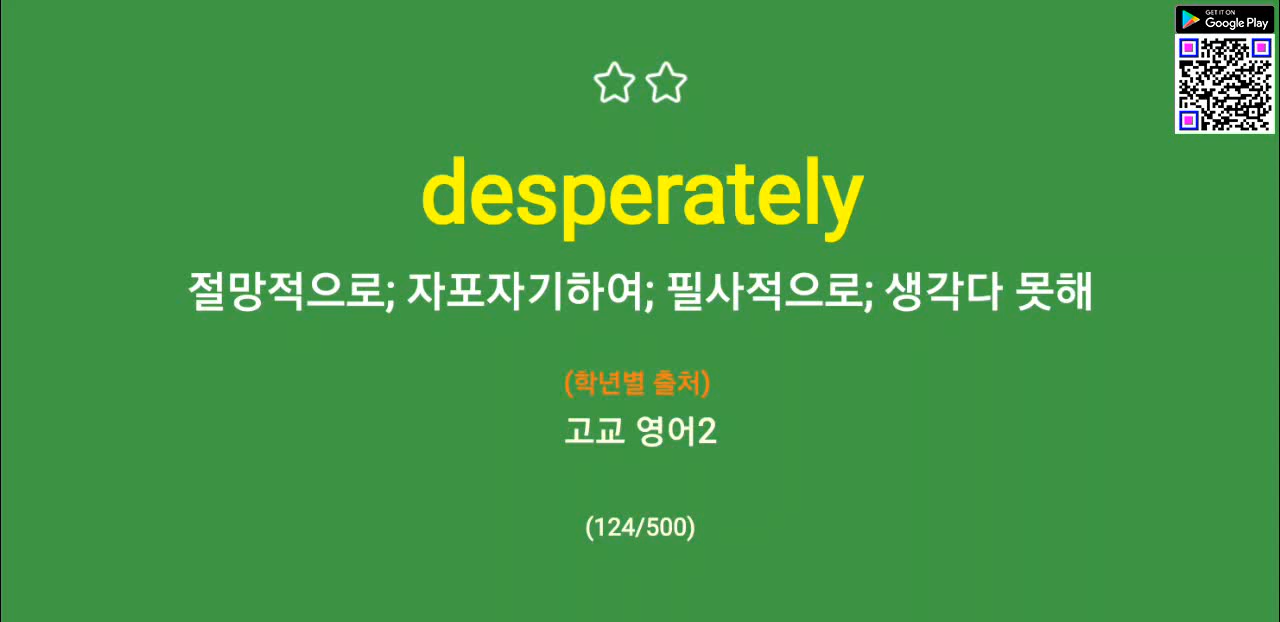 GET IT ON
Google Play
desperately
절망적으로; 자포자기하여; 필사적으로; 생각다 못해
(학년별 출처)
고교 영어2
(124/500)